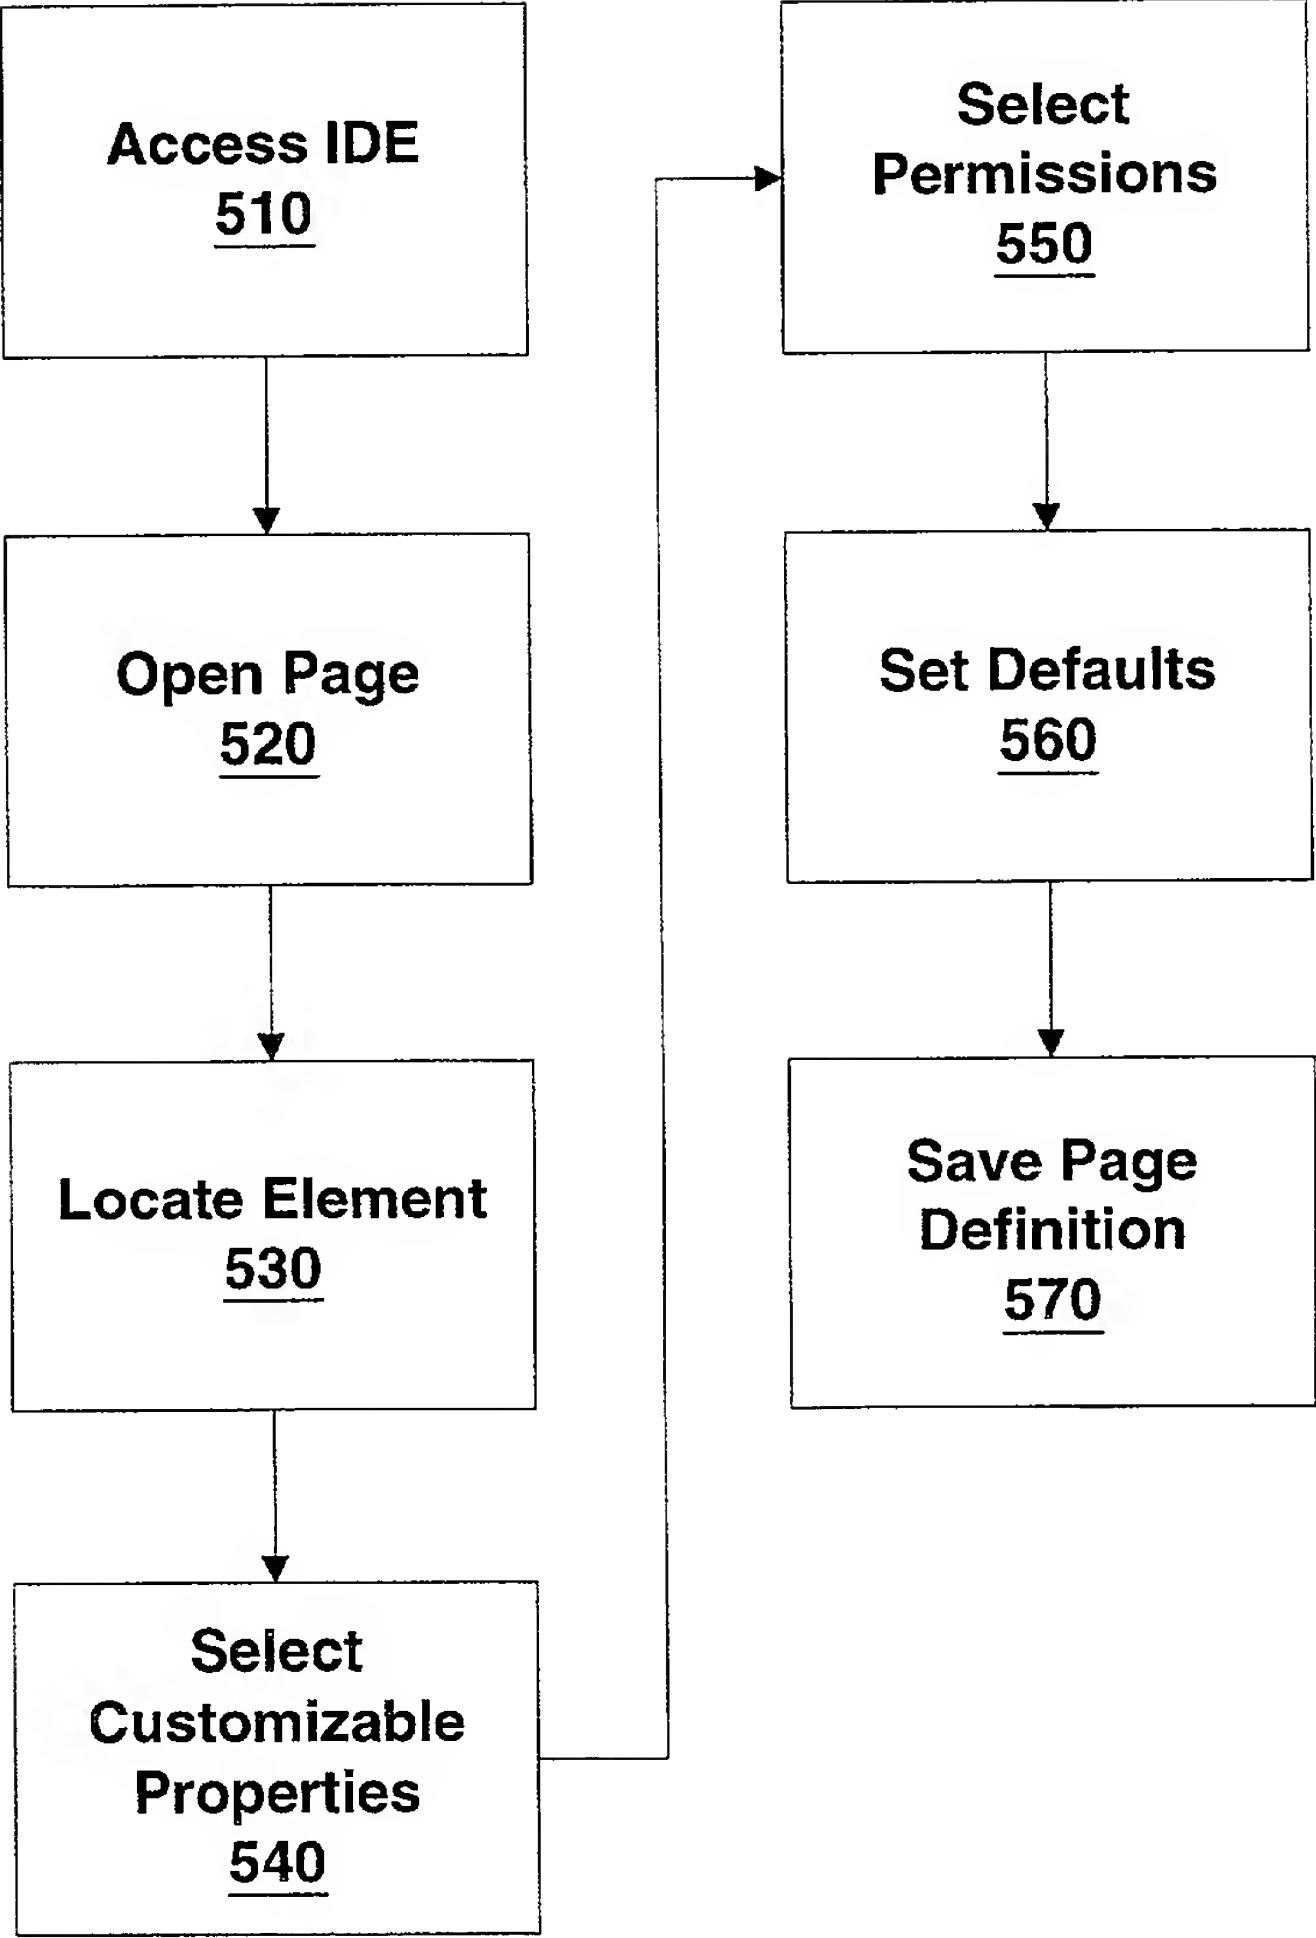 Access IDE
510
Open Page
520
Locate Element
530
Select
Customizable
Properties
540
Select
Permissions
550
Set Defaults
560
Save Page
Definition
570